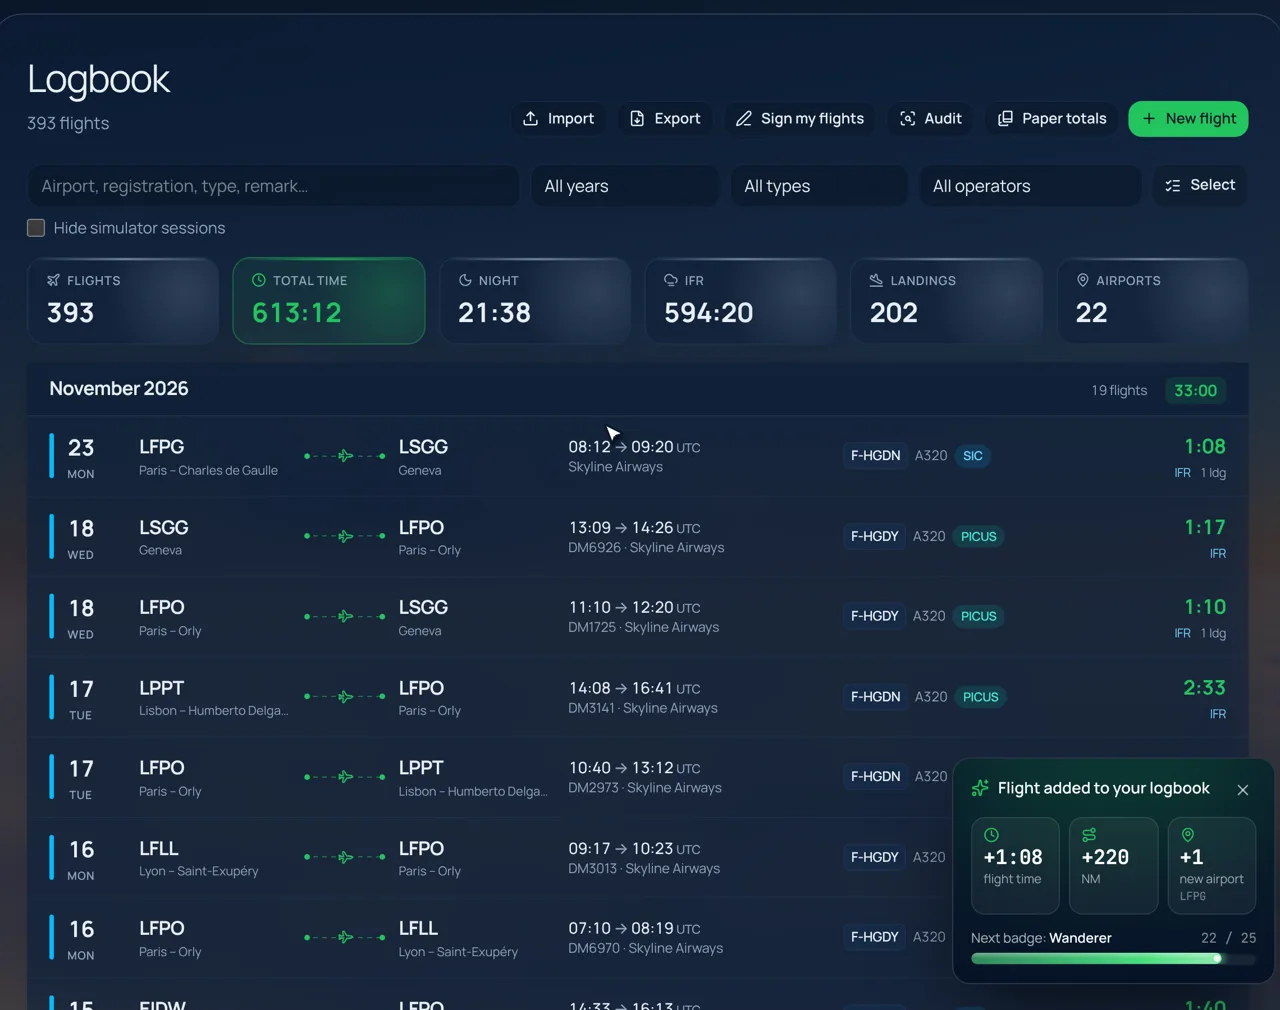 Logbook
393 flights
Import
Export
Sign my flights
Audit
Paper totals
+ New flight
Airport, registration, type, remark...
All years
All types
All operators
Select
Hide simulator sessions
FLIGHTS
393
TOTAL TIME
613:12
NIGHT
21:38
IFR
594:20
LANDINGS
202
AIRPORTS
22
November 2026
19 flights
33:00
23 LFPG LSGG 08:12 → 09:20 UTC F-HGDN A320 SIC 1:08
MON Paris – Charles de Gaulle Geneva Skyline Airways IFR 1 ldg
18 LSGG LFPO 13:09 → 14:26 UTC F-HGDY A320 PICUS 1:17
WED Geneva Paris – Orly DM6926 · Skyline Airways IFR
18 LFPO LSGG 11:10 → 12:20 UTC F-HGDY A320 PICUS 1:10
WED Paris – Orly Geneva DM1725 · Skyline Airways IFR 1 ldg
17 LPPT LFPO 14:08 → 16:41 UTC F-HGDN A320 PICUS 2:33
TUE Lisbon – Humberto Delga... Paris – Orly DM3141 · Skyline Airways IFR
17 LFPO LPPT 10:40 → 13:12 UTC F-HGDN A320
TUE Paris – Orly Lisbon – Humberto Delga... DM2973 · Skyline Airways
16 LFLL LFPO 09:17 → 10:23 UTC F-HGDY A320
MON Lyon – Saint-Exupéry Paris – Orly DM3013 · Skyline Airways
16 LFPO LFLL 07:10 → 08:19 UTC F-HGDY A320
MON Paris – Orly Lyon – Saint-Exupéry DM6970 · Skyline Airways
15 EIDW LFPO 14:33 → 16:13 UTC 1:40
Flight added to your logbook
+1:08
flight time
+220
NM
+1
new airport
LFPG
Next badge: Wanderer
22 / 25